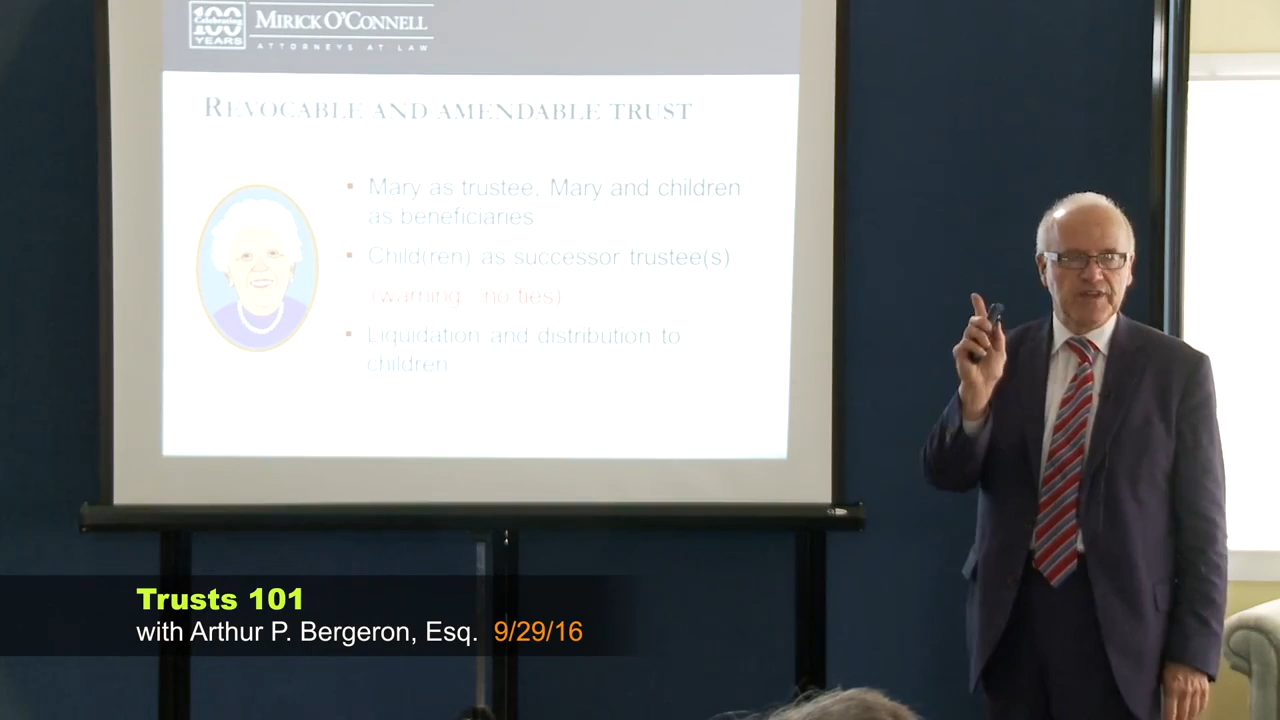 Celebrating
100
YEARS
MIRICK O'CONNELL
ATTORNEYS AT LAW
REVOCABLE AND AMENDABLE TRUST
▪ Mary as trustee, Mary and children
as beneficiaries
▪ Child(ren) as successor trustee(s)
(warning: no ties)
▪ Liquidation and distribution to
children
Trusts 101
with Arthur P. Bergeron, Esq. 9/29/16